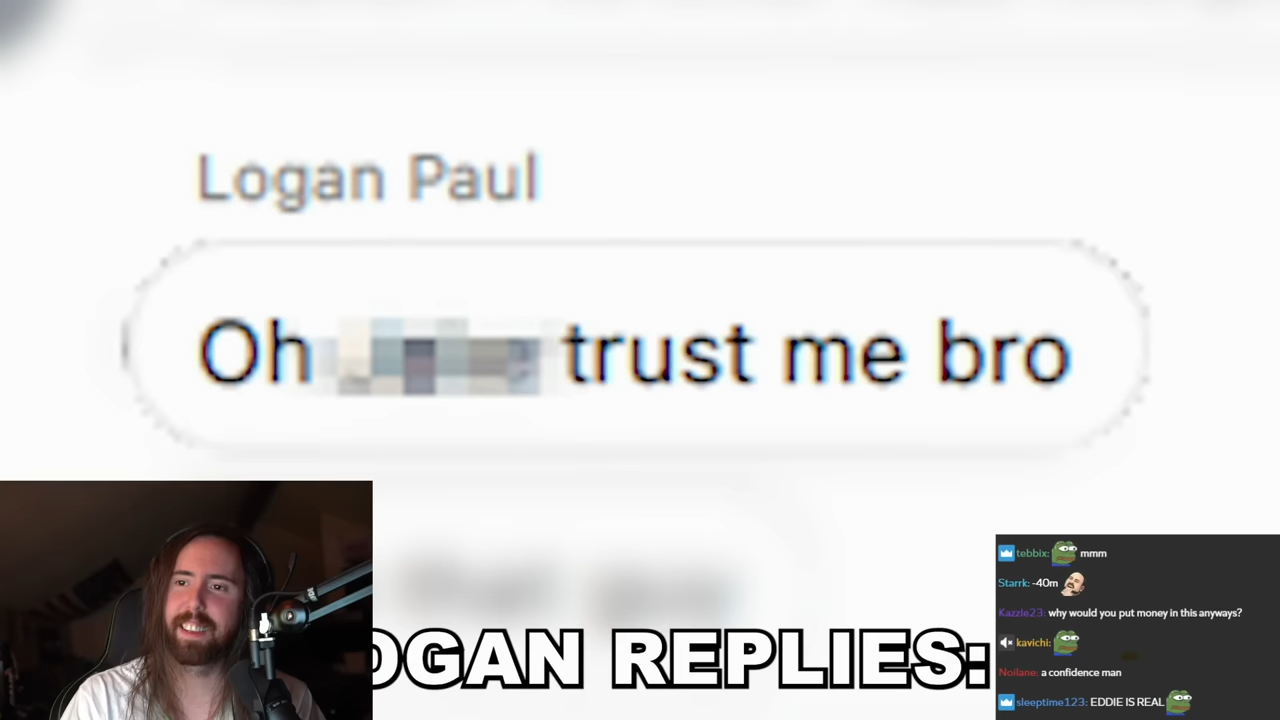 Logan Paul
Oh trust me bro
OGAN REPLIES:
tebbix: mmm
Starrk: -40m
Kazzle23: why would you put money in this anyways?
kavichi:
Noilane: a confidence man
sleeptime123: EDDIE IS REAL